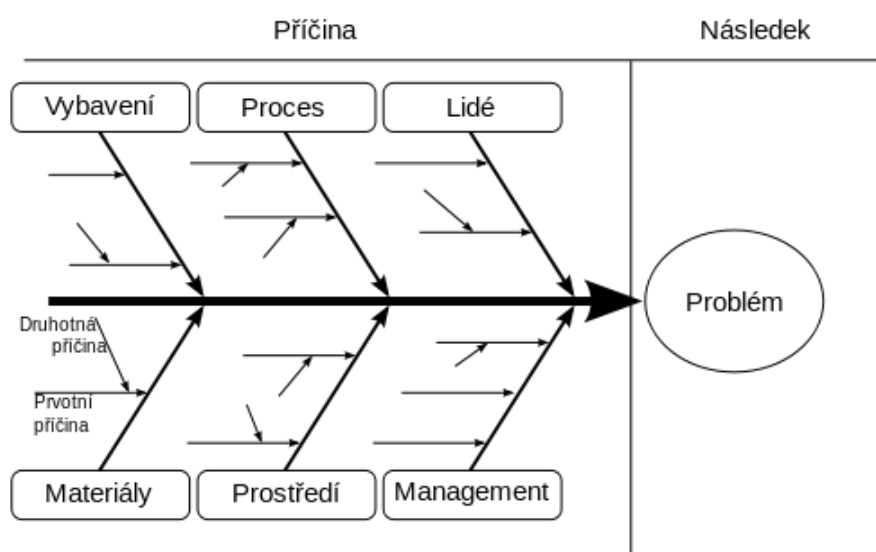 Příčina
Následek
Vybavení
Proces
Lidé
Problém
Druhotná
příčina
Prvotní
příčina
Materiály
Prostředí
Management